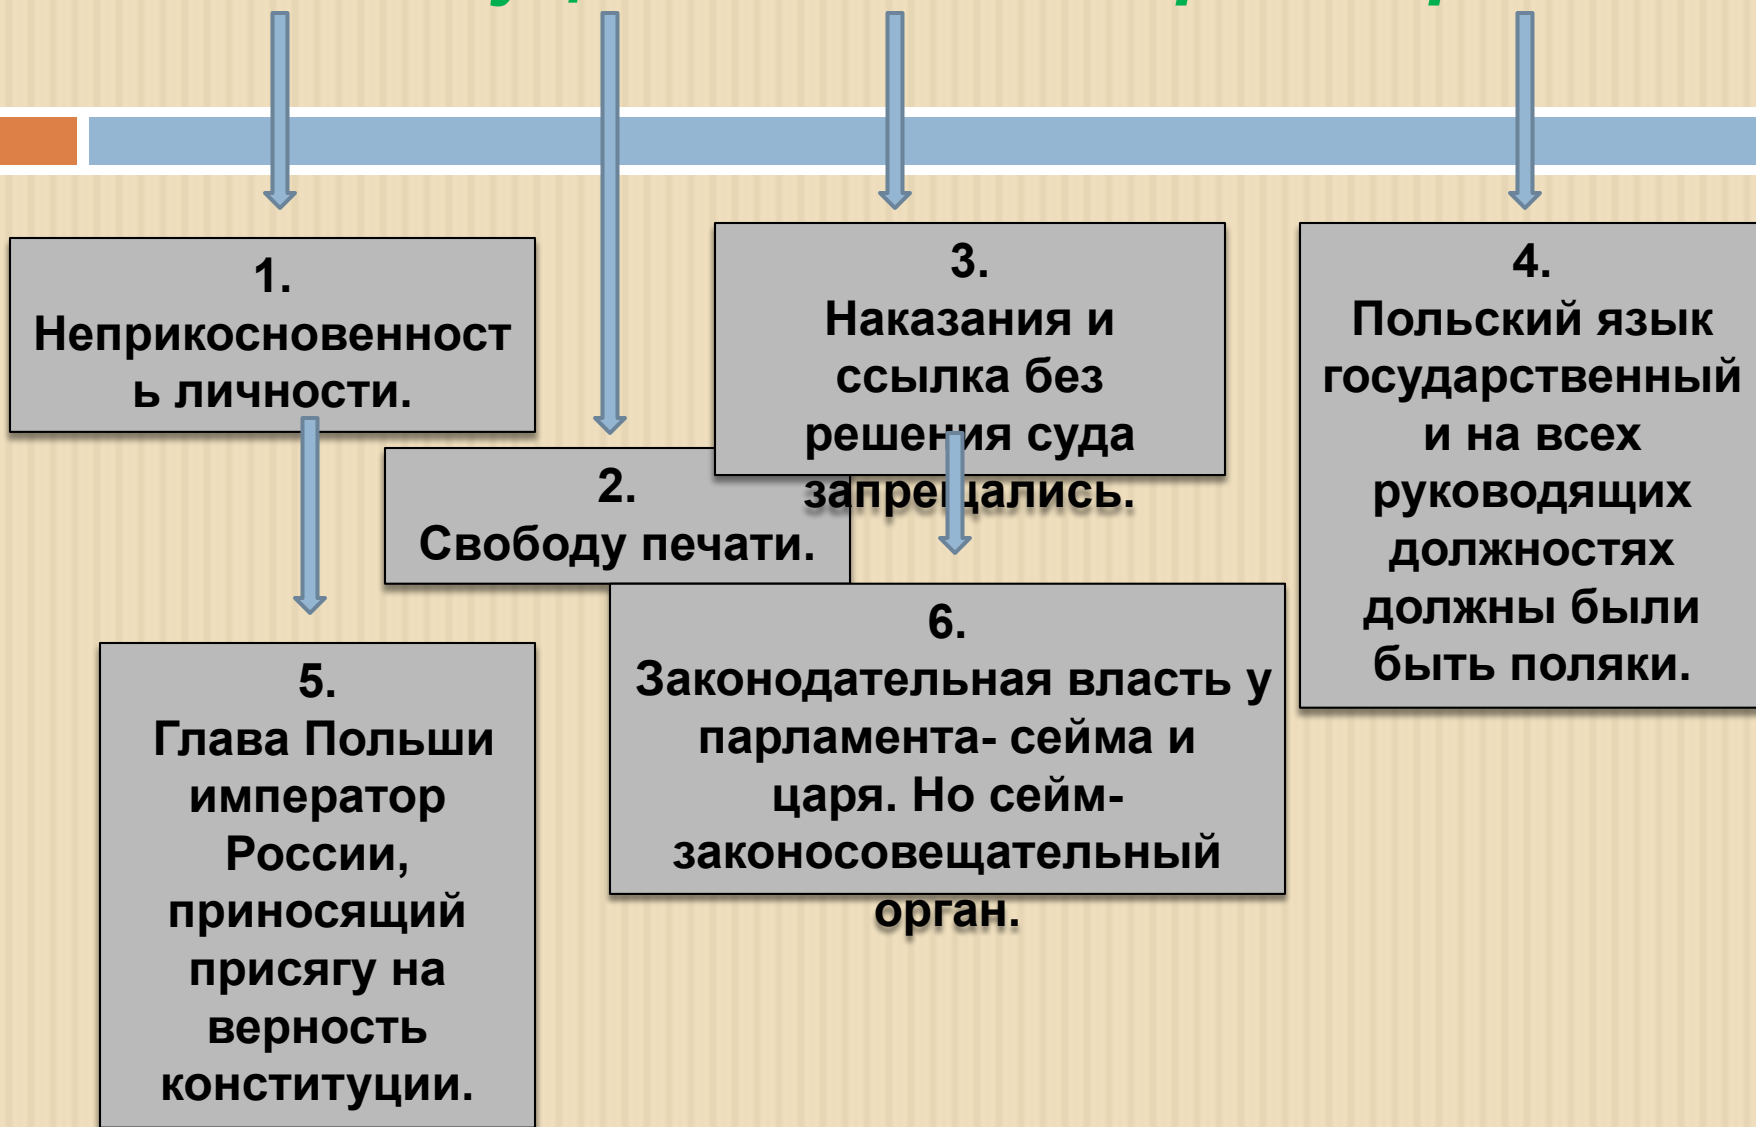 1.
Неприкосновенност
ь личности.
2.
Свободу печати.
3.
Наказания и
ссылка без
решения суда
запрещались.
4.
Польский язык
государственный
и на всех
руководящих
должностях
должны были
быть поляки.
5.
Глава Польши
император
России,
приносящий
присягу на
верность
конституции.
6.
Законодательная власть у
парламента- сейма и
царя. Но сейм-
законосовещательный
орган.